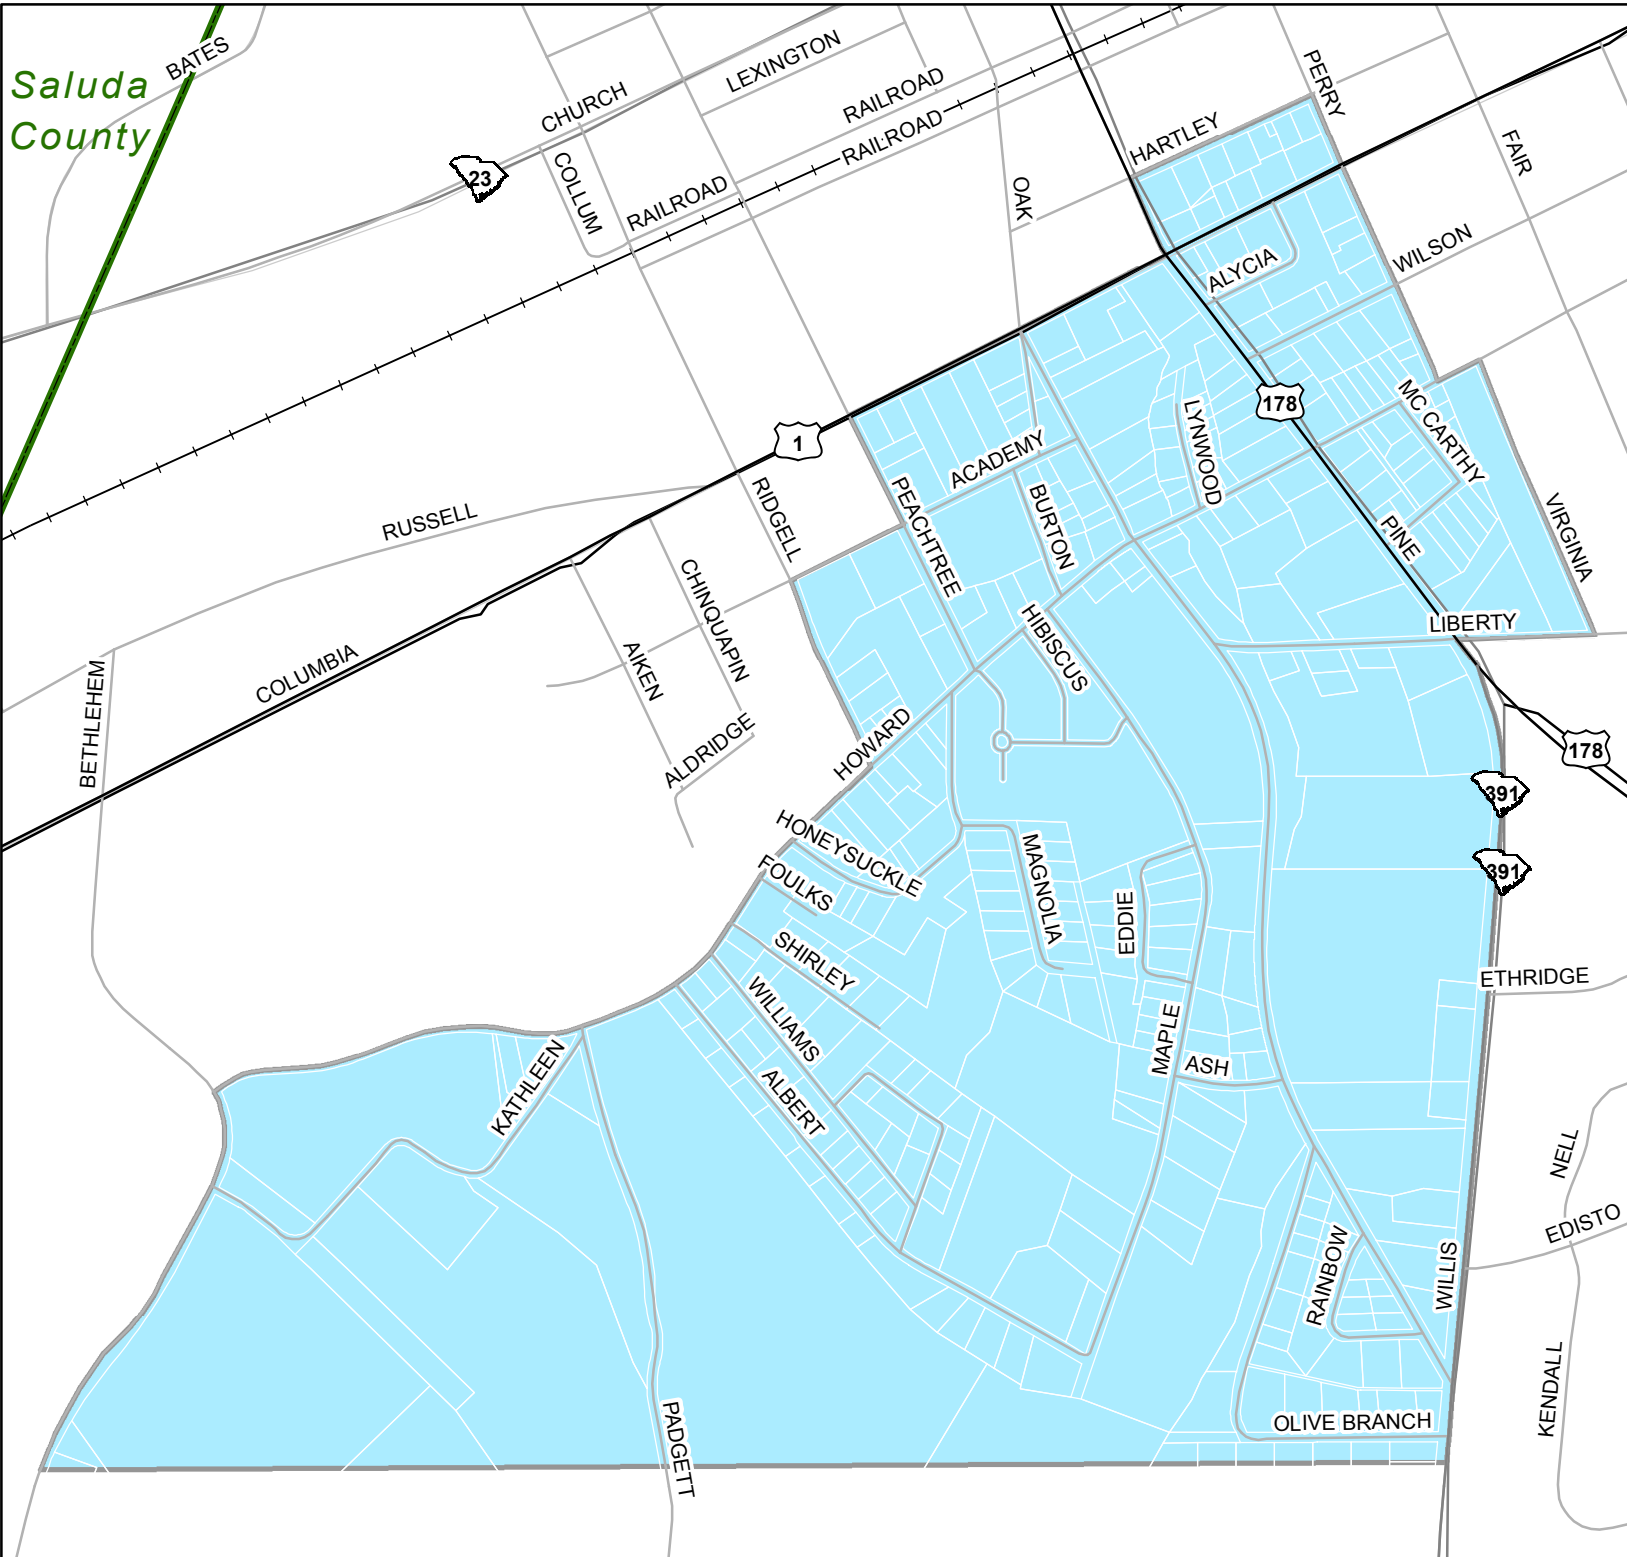 BATES
Saluda
County
23
CHURCH
LEXINGTON
RAILROAD
RAILROAD
RAILROAD
COLLUM
OAK
HARTLEY
PERRY
FAIR
WILSON
ALYCIA
178
LYNWOOD
MC CARTHY
1
ACADEMY
PEACHTREE
BURTON
RIDGELL
RUSSELL
PINE
VIRGINIA
LIBERTY
CHINQUAPIN
AIKEN
HIBISCUS
COLUMBIA
BETHLEHEM
ALDRIDGE
HOWARD
178
391
391
HONEYSUCKLE
FOULKS
MAGNOLIA
EDDIE
SHIRLEY
ETHRIDGE
WILLIAMS
MAPLE
ASH
KATHLEEN
ALBERT
NELL
EDISTO
RAINBOW
WILLIS
KENDALL
OLIVE BRANCH
PADGETT